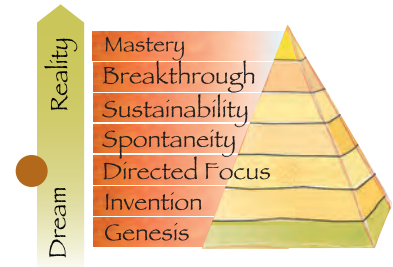 Reality
Dream
Mastery
Breakthrough
Sustainability
Spontaneity
Directed Focus
Invention
Genesis